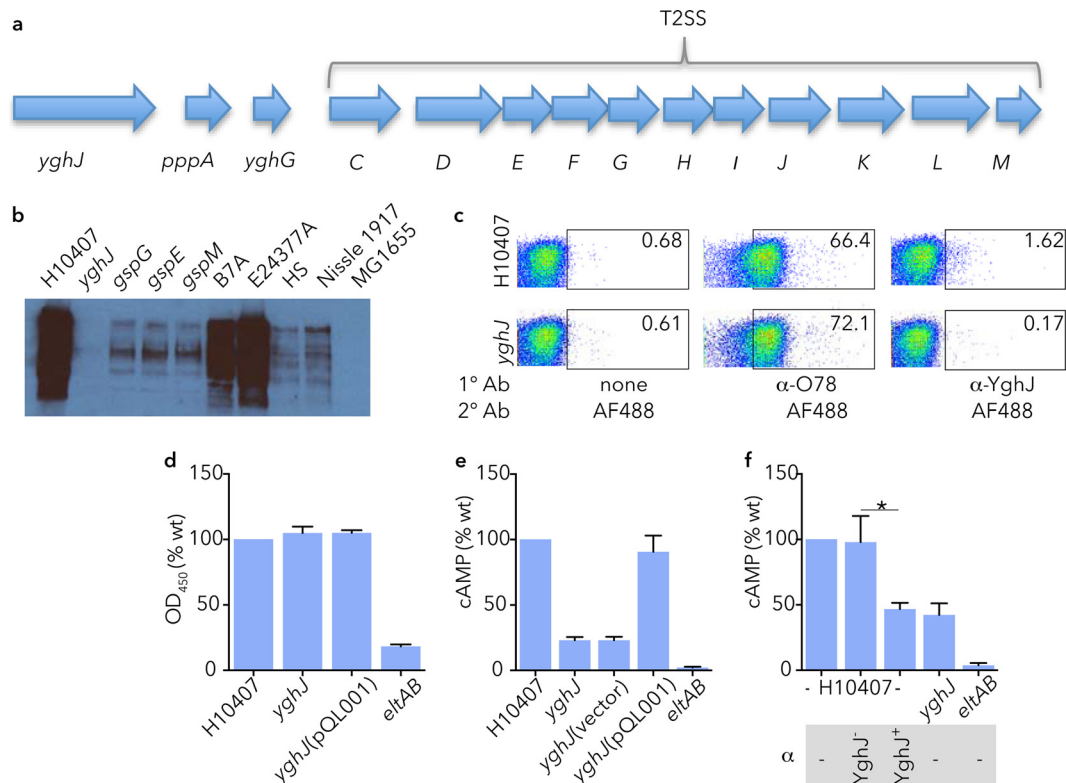 a
T2SS
yghJ pppA yghG C D E F G H I J K L M
b
H10407
yghJ
gspG
gspE
gspM
B7A
E24377A
HS
Nissle 1917
MG1655
c
H10407
0.68
66.4
1.62
yghJ
0.61
72.1
0.17
1° Ab none α-O78 α-YghJ
2° Ab AF488 AF488 AF488
d
OD450 (% wt)
150
100
50
0
H10407
yghJ
yghJ(pQL001)
eltAB
e
cAMP (% wt)
150
100
50
0
H10407
yghJ
yghJ(vector)
yghJ(pQL001)
eltAB
f
cAMP (% wt)
150
100
50
0
*
- H10407 -
yghJ
eltAB
α - YghJ- YghJ+ - -